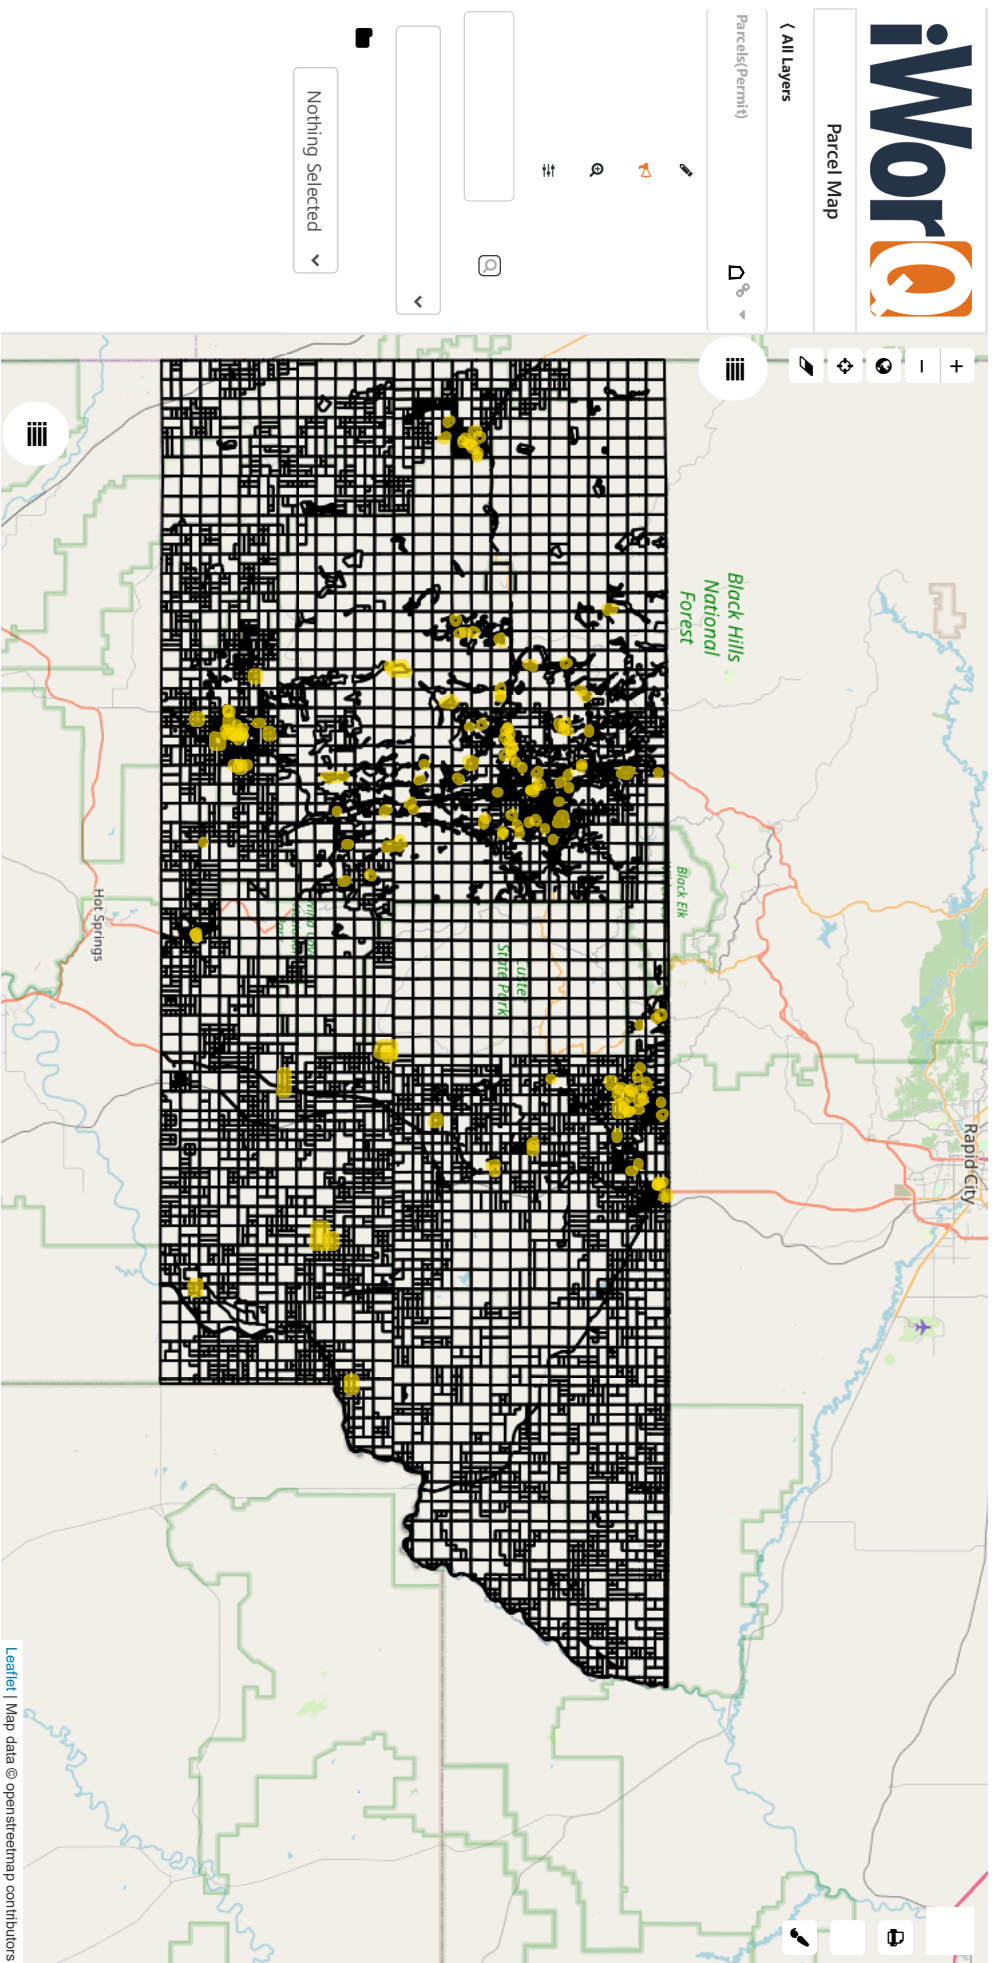 iWorQ
Parcel Map
⟨ All Layers
Parcels(Permit)
Nothing Selected
+
−
Black Hills
National
Forest
Black Elk
State Park
Hot Springs
Rapid City
Leaflet | Map data © openstreetmap contributors